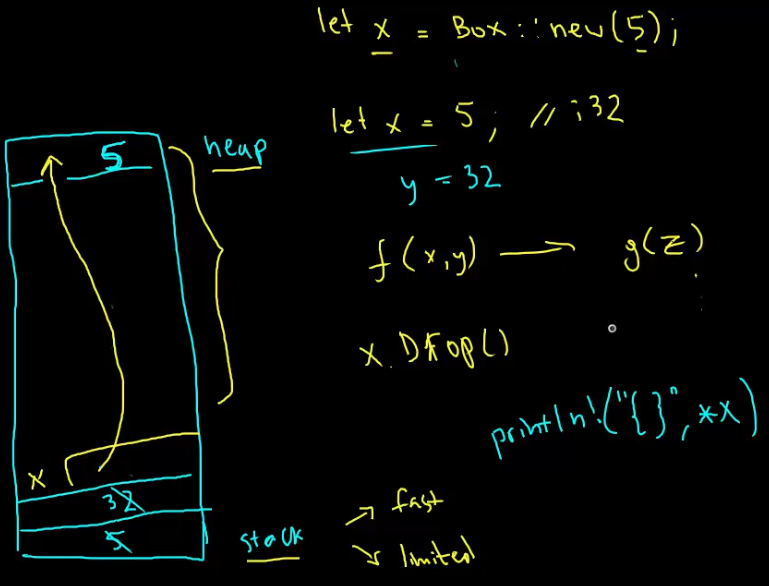 let x = Box::new(5);
let x = 5; // i32
y = 32
f(x,y) → g(z)
x.Drop()
println!("{}", *x)
5
heap
x
32
5
stack
→ fast
↘ limited